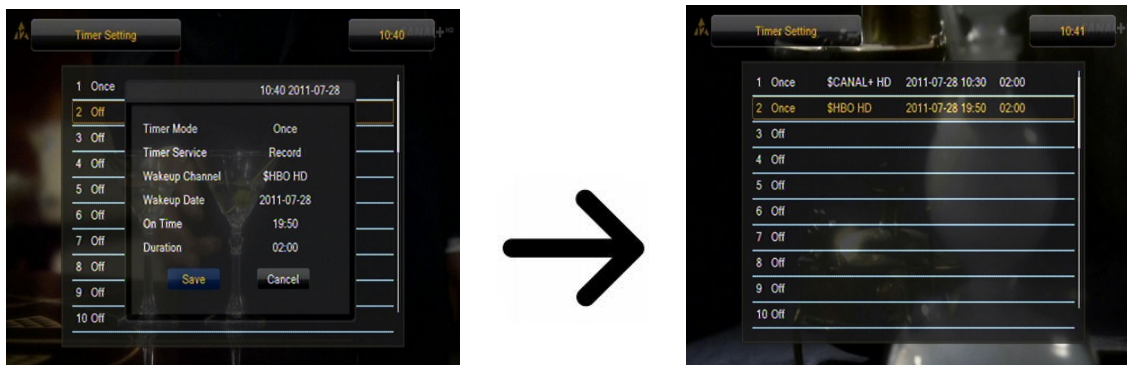 Timer Setting
10:40
1 Once
10:40 2011-07-28
2 Off
Timer Mode Once
3 Off
Timer Service Record
4 Off
Wakeup Channel $HBO HD
5 Off
Wakeup Date 2011-07-28
6 Off
On Time 19:50
7 Off
Duration 02:00
8 Off
Save Cancel
9 Off
10 Off
Timer Setting
10:41
1 Once $CANAL+ HD 2011-07-28 10:30 02:00
2 Once $HBO HD 2011-07-28 19:50 02:00
3 Off
4 Off
5 Off
6 Off
7 Off
8 Off
9 Off
10 Off